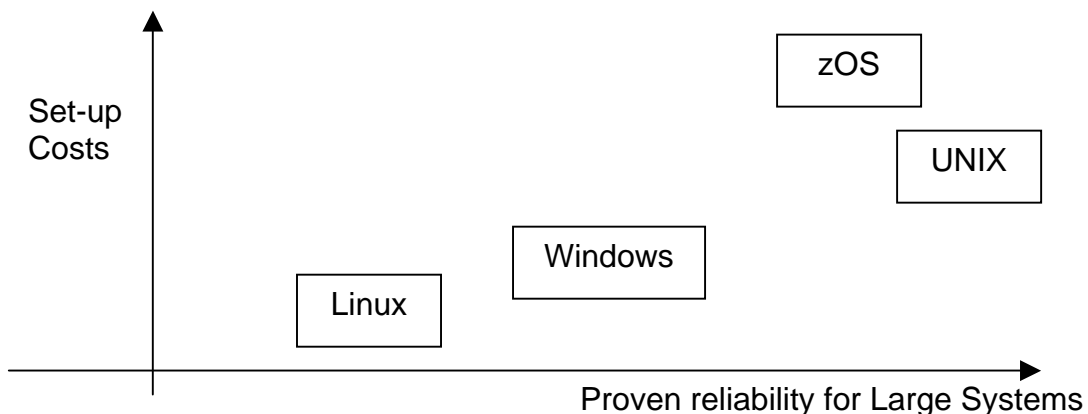 zOS
Set-up
Costs
UNIX
Windows
Linux
Proven reliability for Large Systems